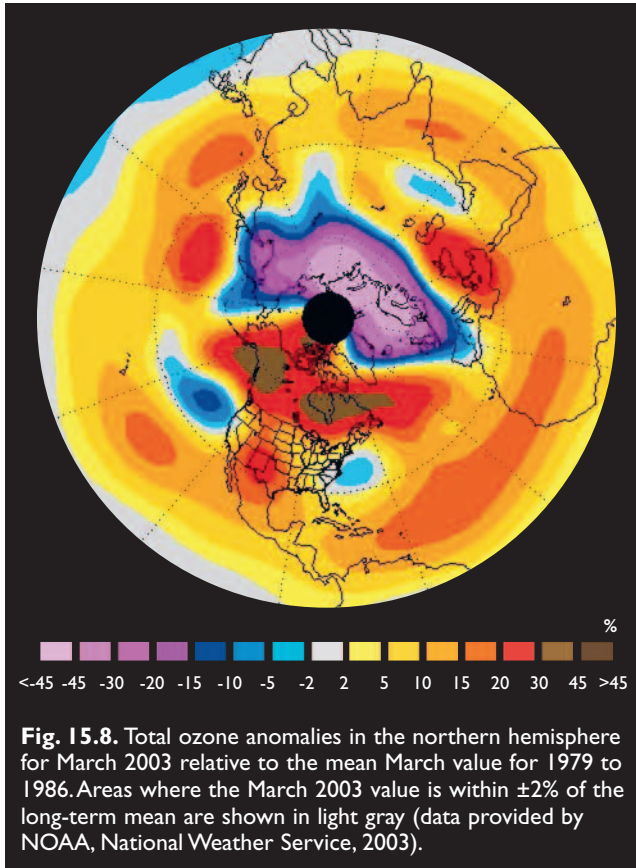 %
<-45 -45 -30 -20 -15 -10 -5 -2 2 5 10 15 20 30 45 >45
Fig. 15.8. Total ozone anomalies in the northern hemisphere
for March 2003 relative to the mean March value for 1979 to
1986. Areas where the March 2003 value is within ±2% of the
long-term mean are shown in light gray (data provided by
NOAA, National Weather Service, 2003).